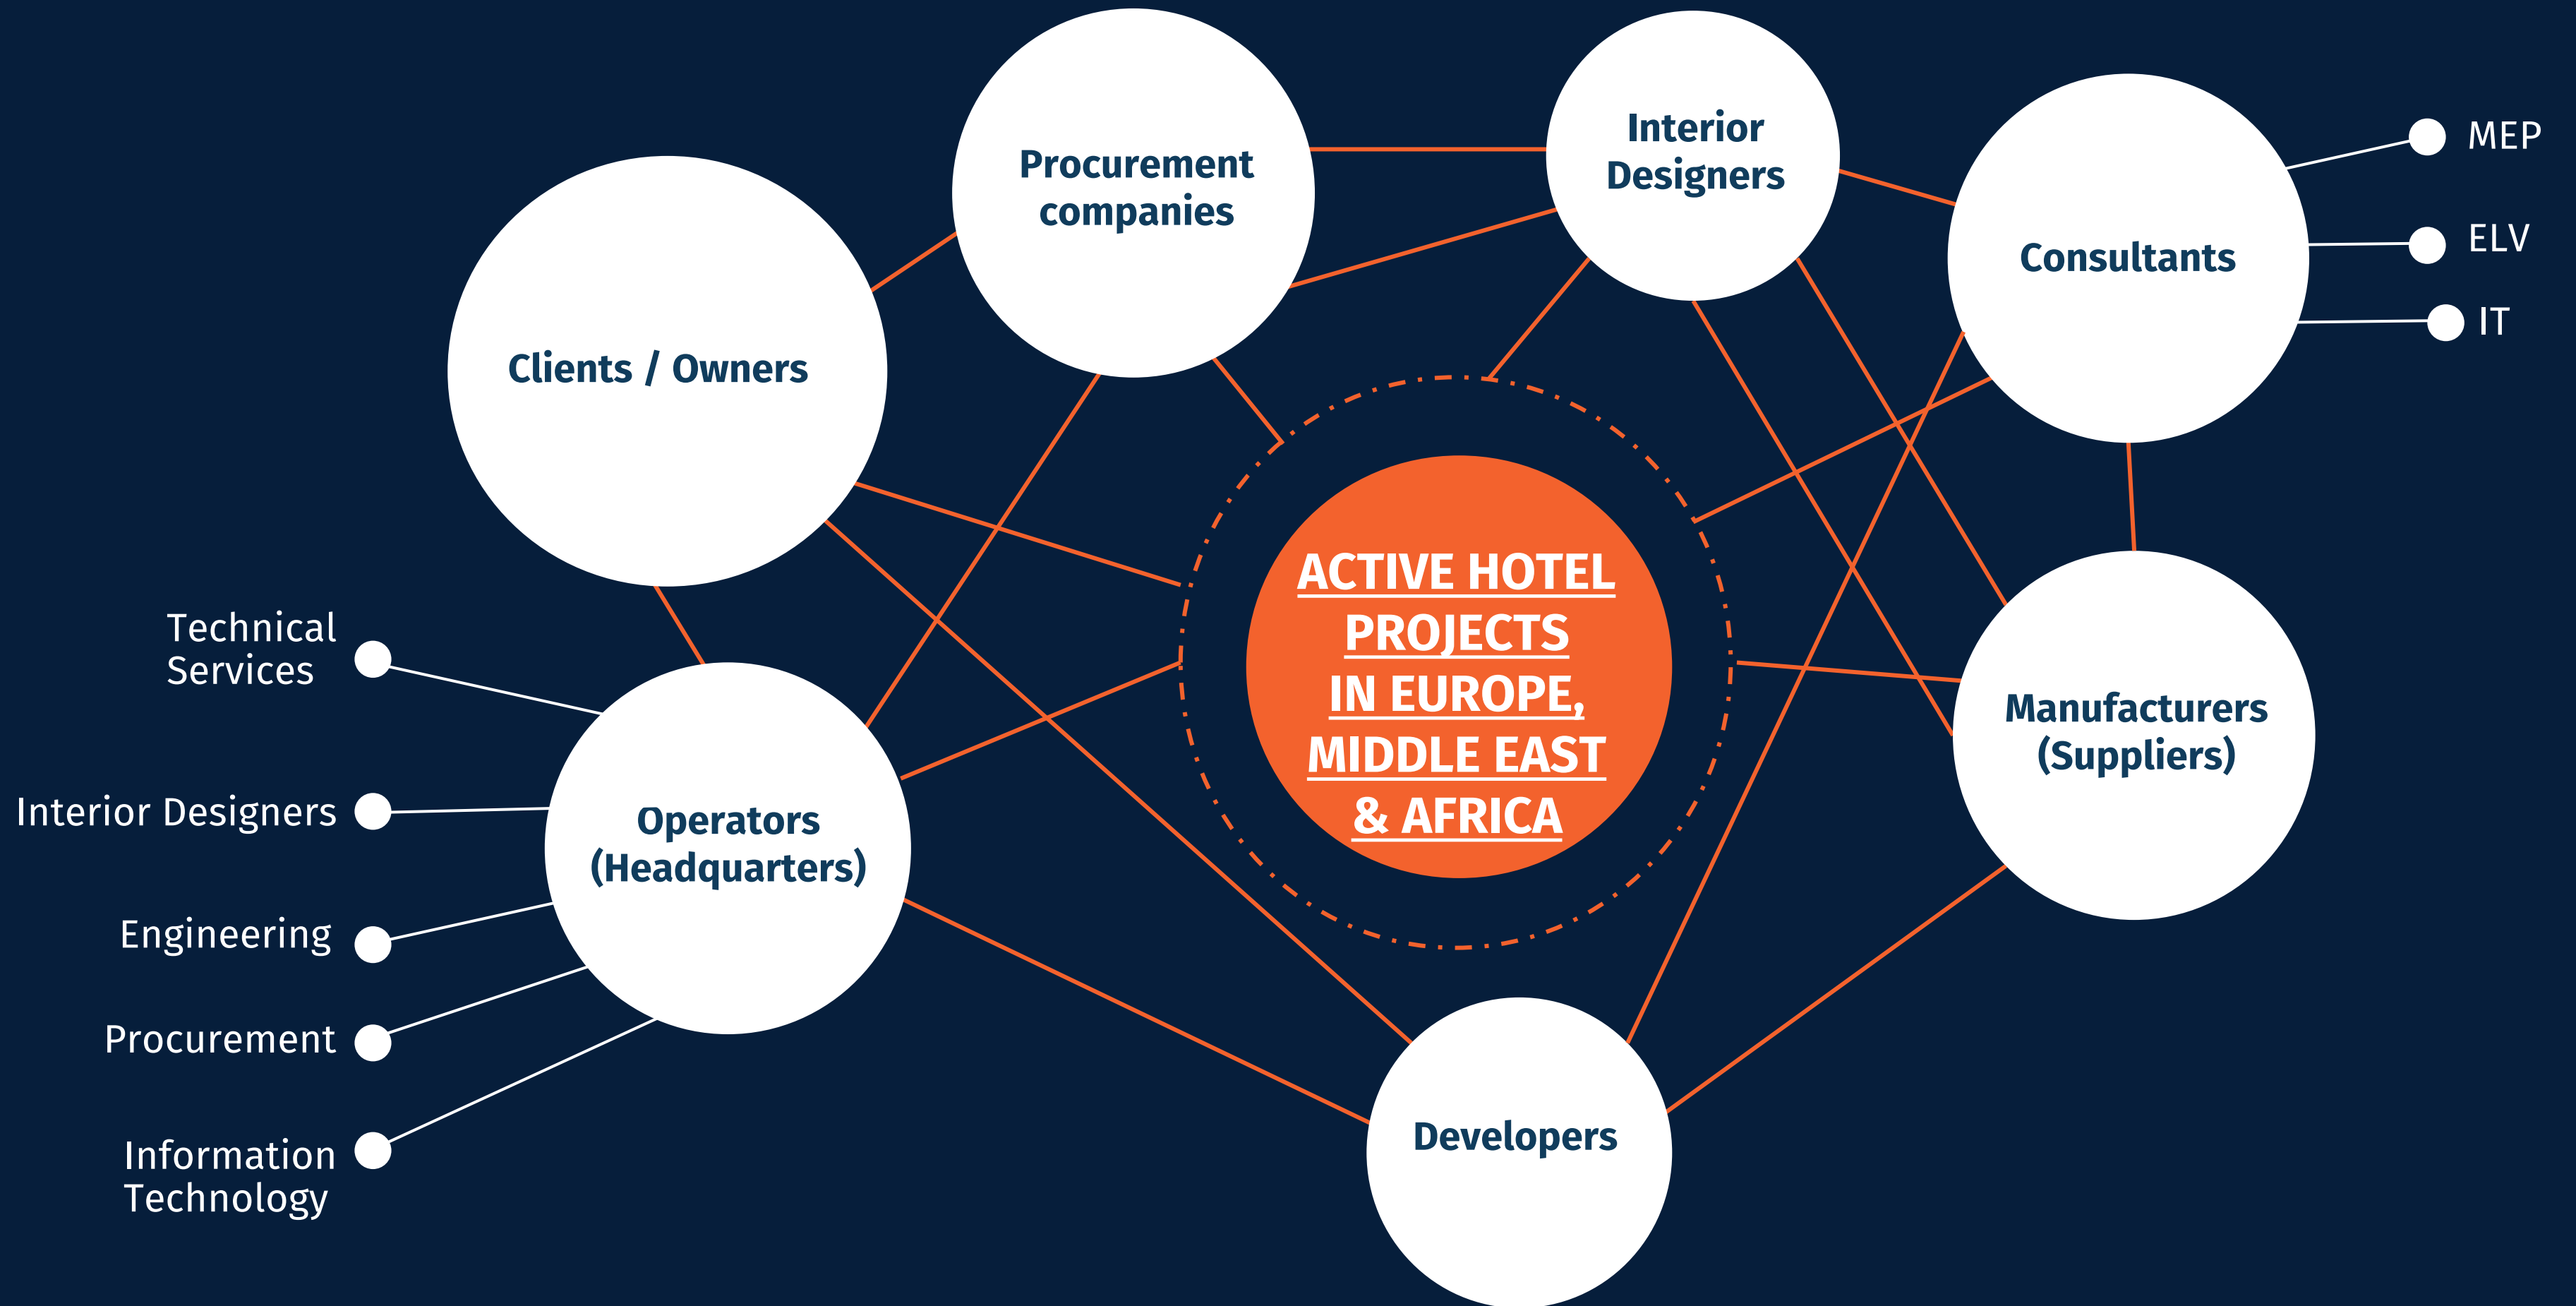 Procurement
companies
Interior
Designers
Consultants
MEP
ELV
IT
Clients / Owners
ACTIVE HOTEL
PROJECTS
IN EUROPE,
MIDDLE EAST
& AFRICA
Manufacturers
(Suppliers)
Technical
Services
Interior Designers
Engineering
Procurement
Information
Technology
Operators
(Headquarters)
Developers